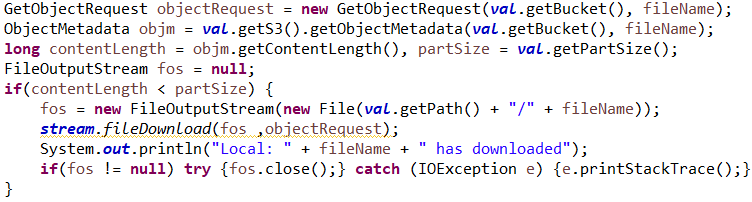 GetObjectRequest objectRequest = new GetObjectRequest(val.getBucket(), fileName);
ObjectMetadata objm = val.getS3().getObjectMetadata(val.getBucket(), fileName);
long contentLength = objm.getContentLength(), partSize = val.getPartSize();
FileOutputStream fos = null;
if(contentLength < partSize) {
    fos = new FileOutputStream(new File(val.getPath() + "/" + fileName));
    stream.fileDownload(fos ,objectRequest);
    System.out.println("Local: " + fileName + " has downloaded");
    if(fos != null) try {fos.close();} catch (IOException e) {e.printStackTrace();}
}